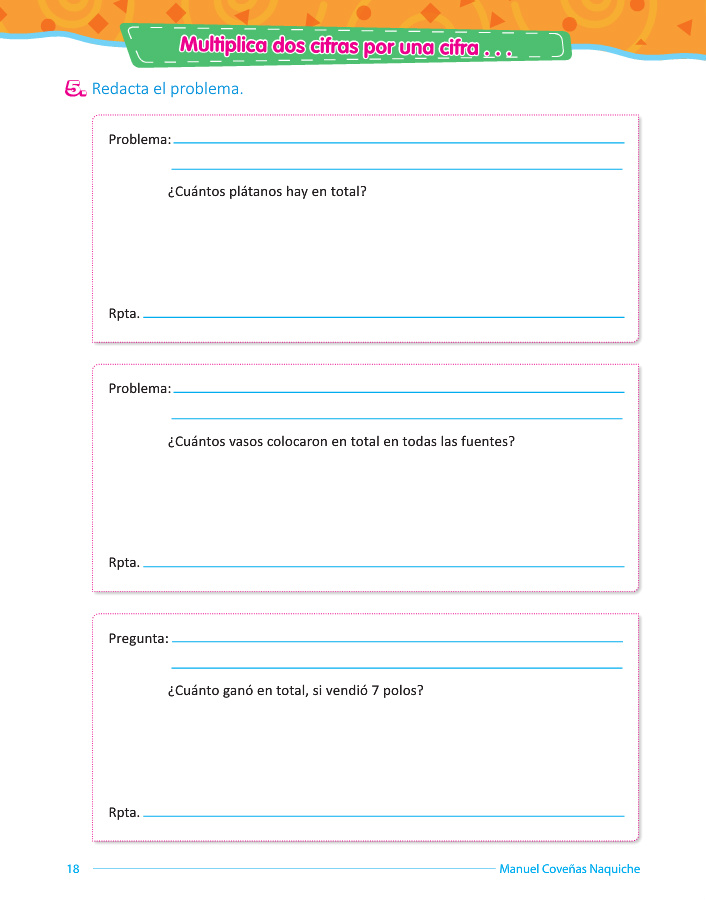 Multiplica dos cifras por una cifra . . .
5. Redacta el problema.
Problema:
¿Cuántos plátanos hay en total?
Rpta.
Problema:
¿Cuántos vasos colocaron en total en todas las fuentes?
Rpta.
Pregunta:
¿Cuánto ganó en total, si vendió 7 polos?
Rpta.
18 Manuel Coveñas Naquiche